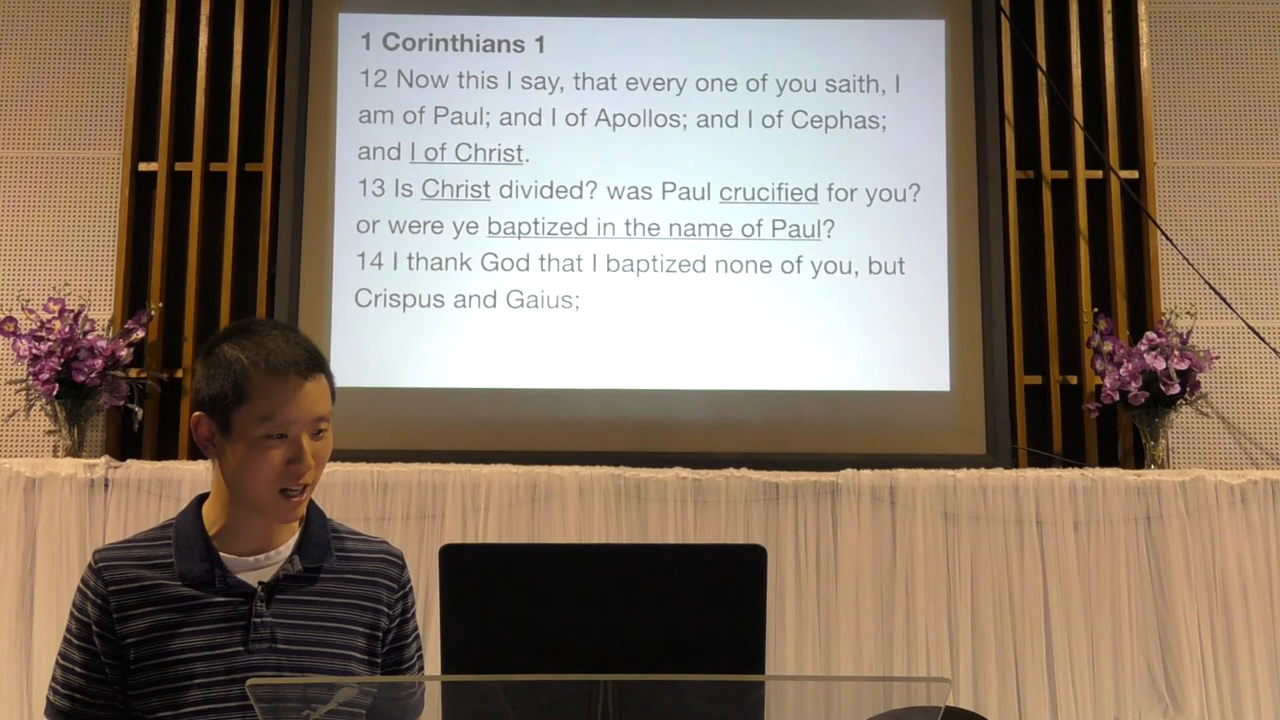 1 Corinthians 1
12 Now this I say, that every one of you saith, I
am of Paul; and I of Apollos; and I of Cephas;
and I of Christ.
13 Is Christ divided? was Paul crucified for you?
or were ye baptized in the name of Paul?
14 I thank God that I baptized none of you, but
Crispus and Gaius;